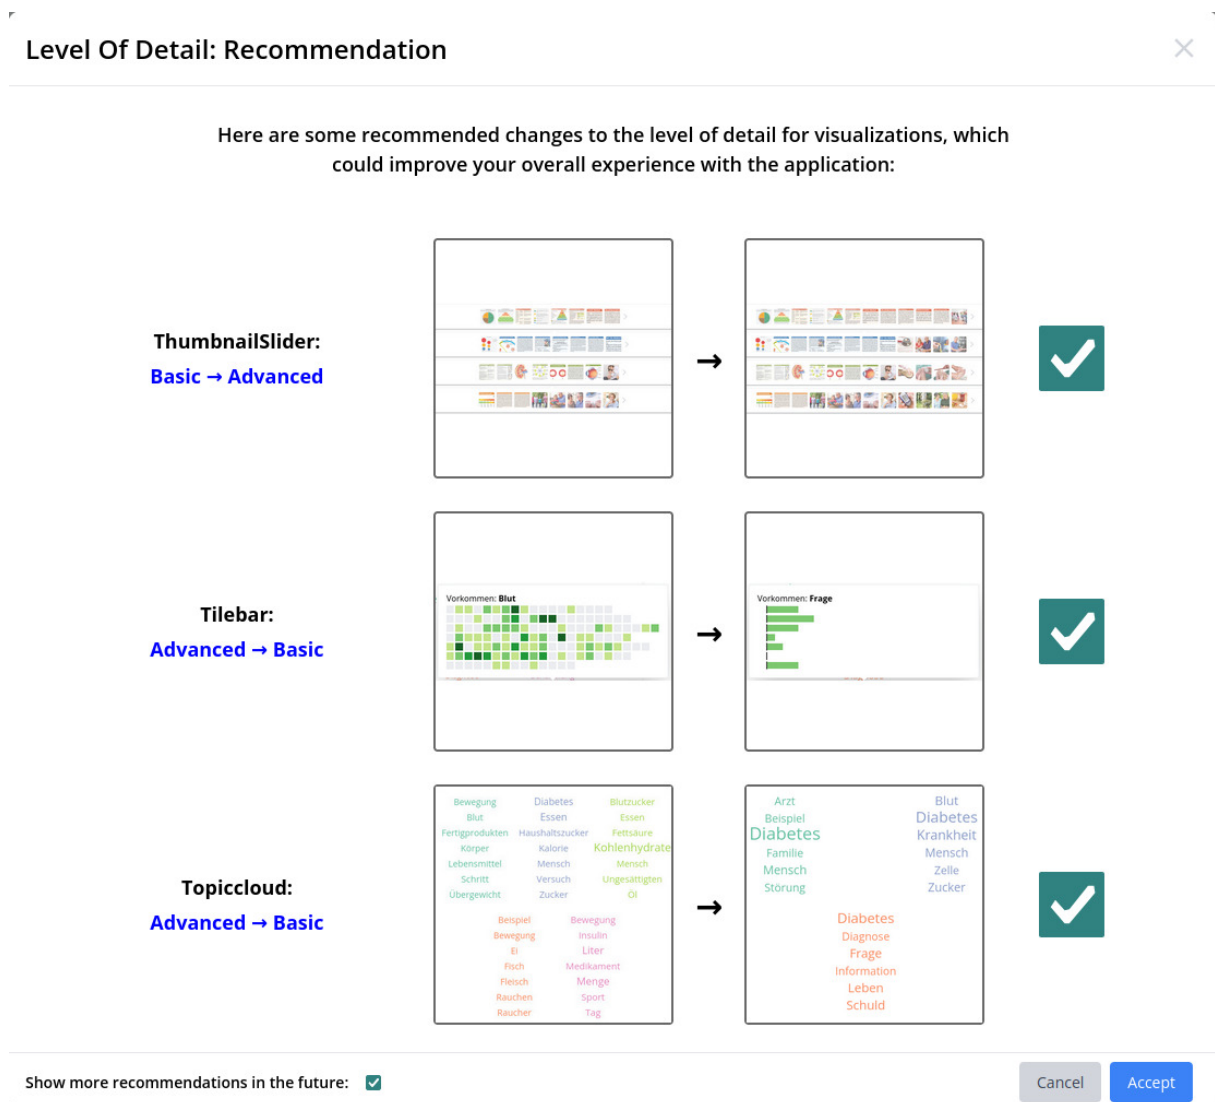 Level Of Detail: Recommendation
Here are some recommended changes to the level of detail for visualizations, which
could improve your overall experience with the application:
ThumbnailSlider:
Basic → Advanced
→
Tilebar:
Advanced → Basic
Vorkommen: Blut
→
Vorkommen: Frage
Topiccloud:
Advanced → Basic
Bewegung
Blut
Fertigprodukten
Körper
Lebensmittel
Schritt
Übergewicht
Diabetes
Essen
Haushaltszucker
Kalorie
Mensch
Versuch
Zucker
Blutzucker
Essen
Fettsäure
Kohlenhydrate
Mensch
Ungesättigten
Öl
Beispiel
Bewegung
Ei
Fisch
Fleisch
Rauchen
Raucher
Bewegung
Insulin
Liter
Medikament
Menge
Sport
Tag
→
Arzt
Beispiel
Diabetes
Familie
Mensch
Störung
Blut
Diabetes
Krankheit
Mensch
Zelle
Zucker
Diabetes
Diagnose
Frage
Information
Leben
Schuld
Show more recommendations in the future:
Cancel
Accept